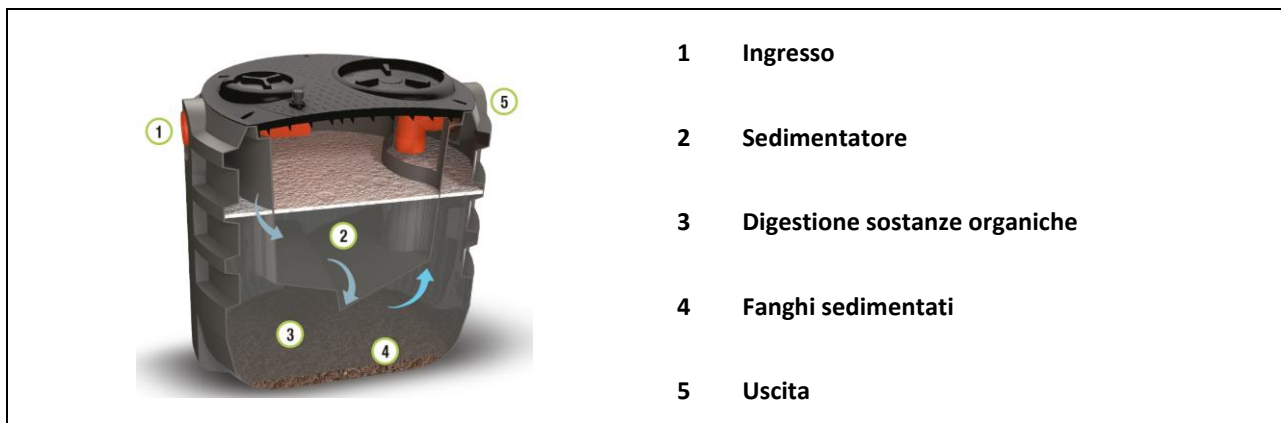 1 Ingresso
2 Sedimentatore
3 Digestione sostanze organiche
4 Fanghi sedimentati
5 Uscita
1
5
2
3
4